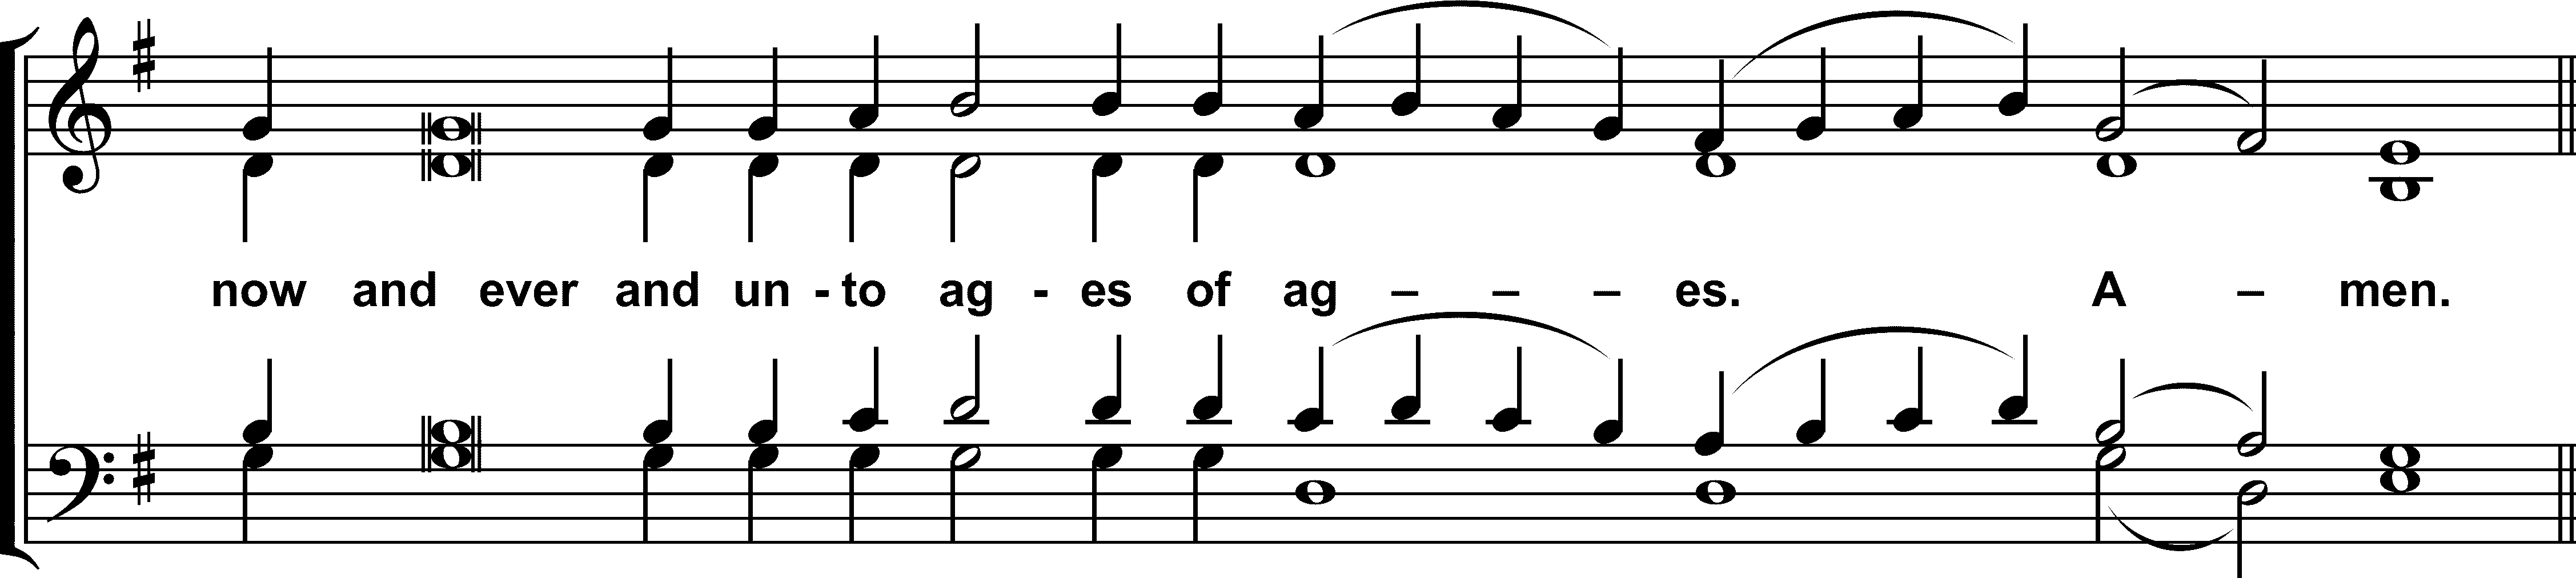 now and ever and un - to ag - es of ag – – – es. A – men.